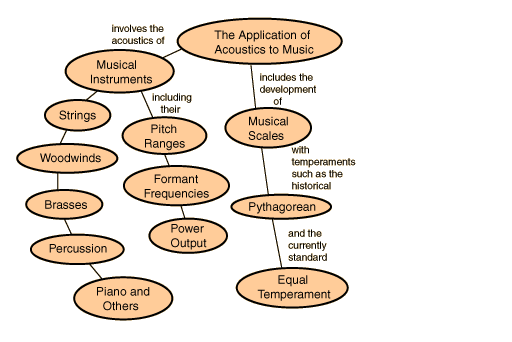 involves the
acoustics of
The Application of
Acoustics to Music
Musical
Instruments
includes the
development
of
Strings
including
their
Pitch
Ranges
Musical
Scales
Woodwinds
with
temperaments
such as the
historical
Formant
Frequencies
Brasses
Pythagorean
Power
Output
and the
currently
standard
Percussion
Piano and
Others
Equal
Temperament